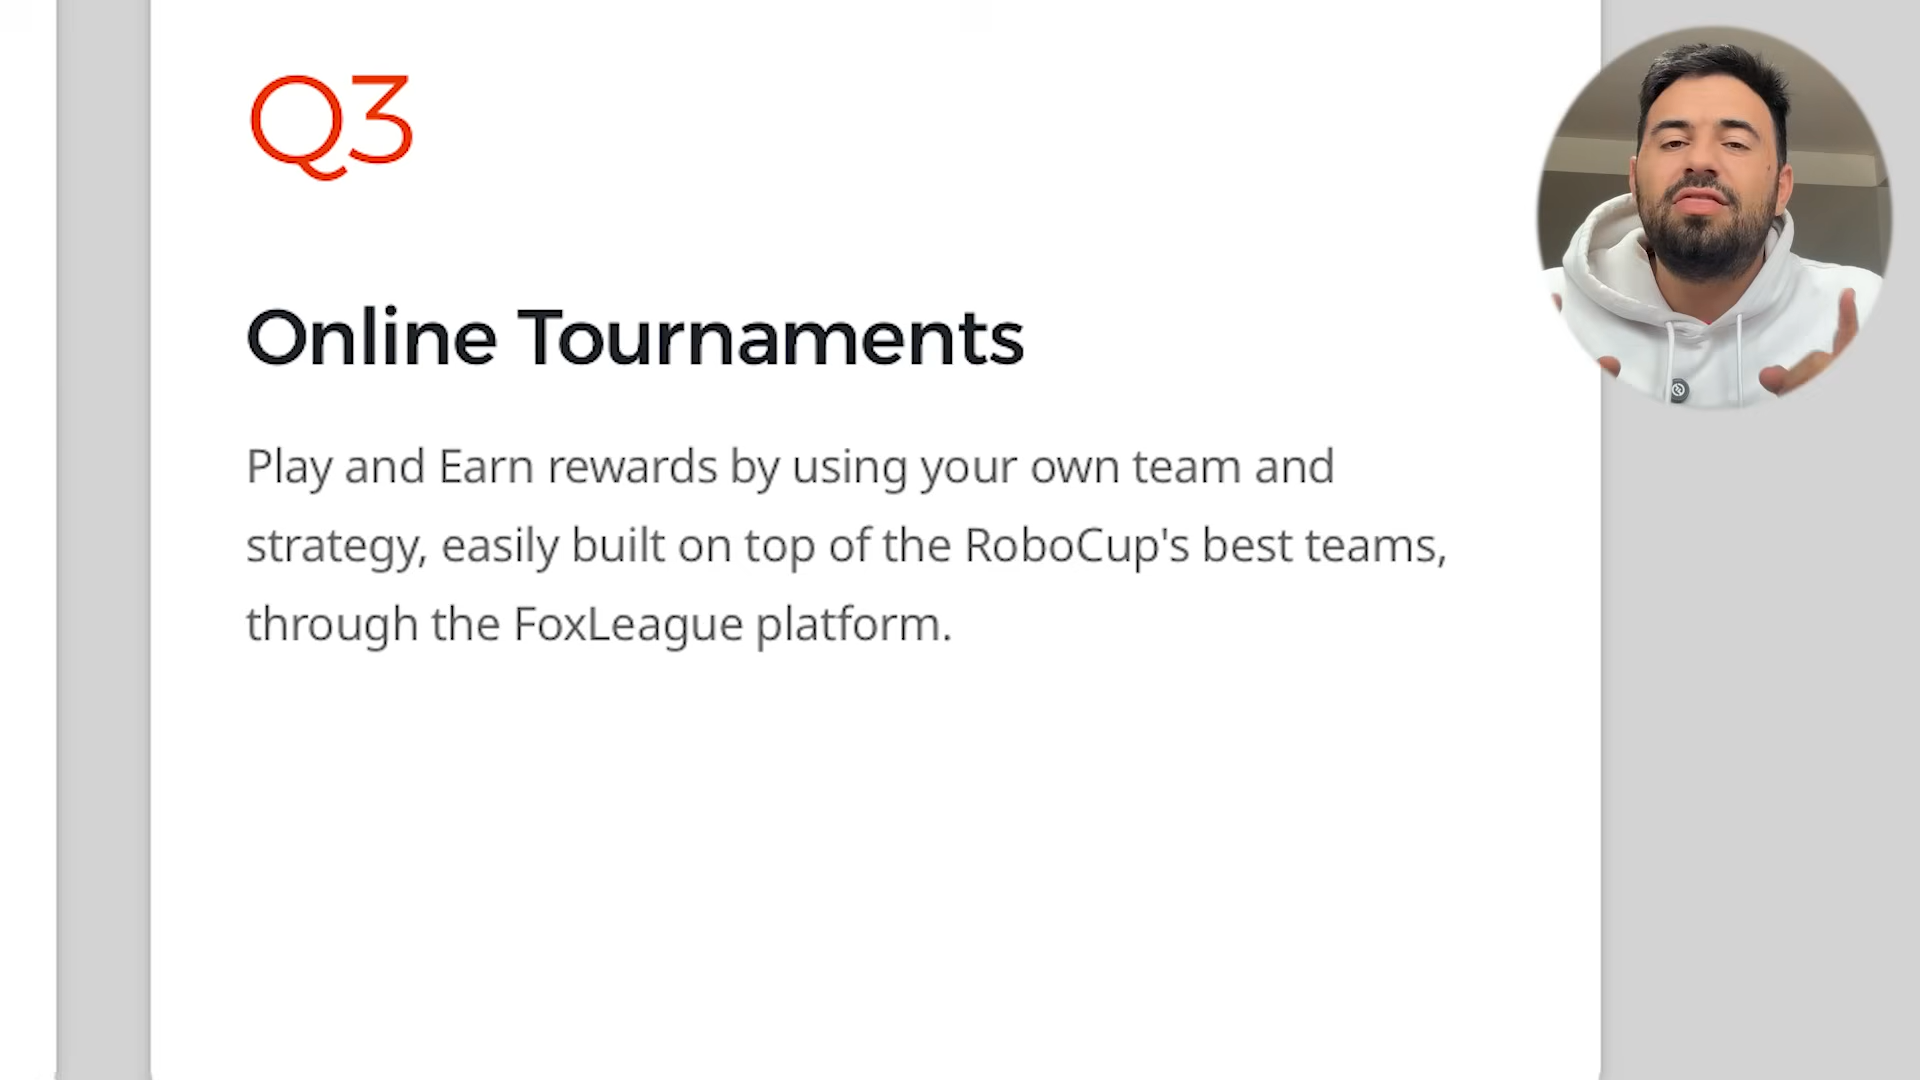 Q3
Online Tournaments
Play and Earn rewards by using your own team and
strategy, easily built on top of the RoboCup's best teams,
through the FoxLeague platform.